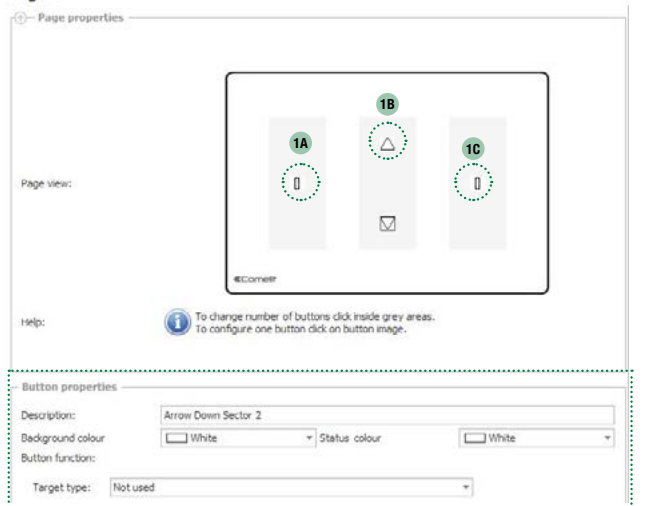 Page properties
1B
1A
1C
Page view:
Comelit
Help:
i
To change number of buttons click inside grey areas.
To configure one button click on button image.
Button properties
Description:
Arrow Down Sector 2
Background colour
White
Status colour
White
Button function:
Target type:
Not used